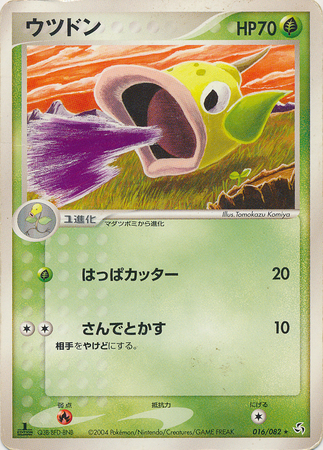 ウツドン HP70
Illus.Tomokazu Komiya
1進化
マダツボミから進化
はっぱカッター 20
さんでとかす 10
相手をやけどにする。
弱点 抵抗力 にげる
1
©2004 Pokémon/Nintendo/Creatures/GAME FREAK.
016/082 ★